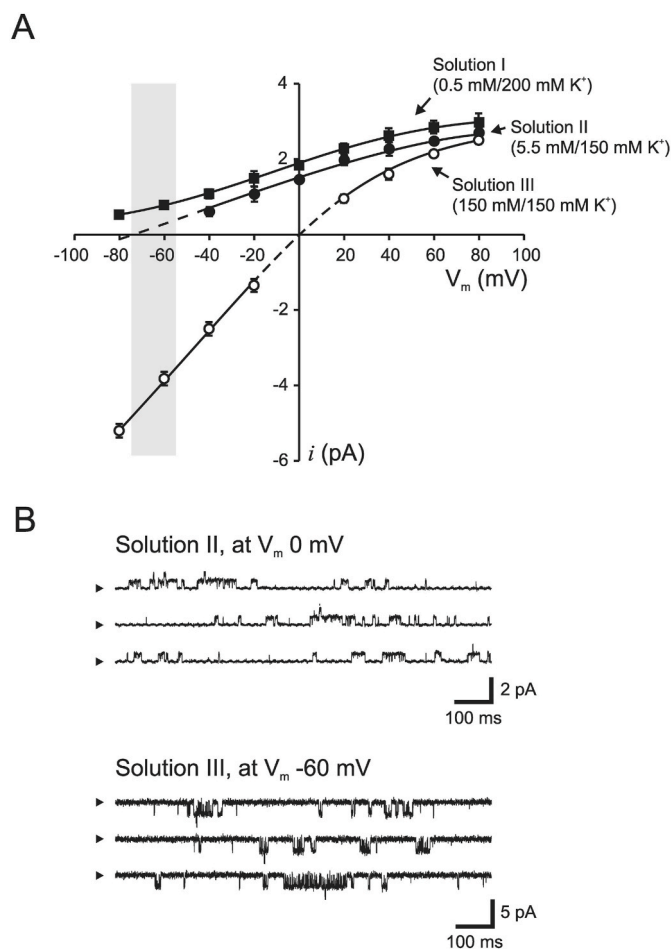 A
Solution I
(0.5 mM/200 mM K⁺)
Solution II
(5.5 mM/150 mM K⁺)
Solution III
(150 mM/150 mM K⁺)
4
2
-2
-4
-6
-100 -80 -60 -40 -20 0 20 40 60 80 100
Vₘ (mV)
i (pA)
B
Solution II, at Vₘ 0 mV
2 pA
100 ms
Solution III, at Vₘ -60 mV
5 pA
100 ms